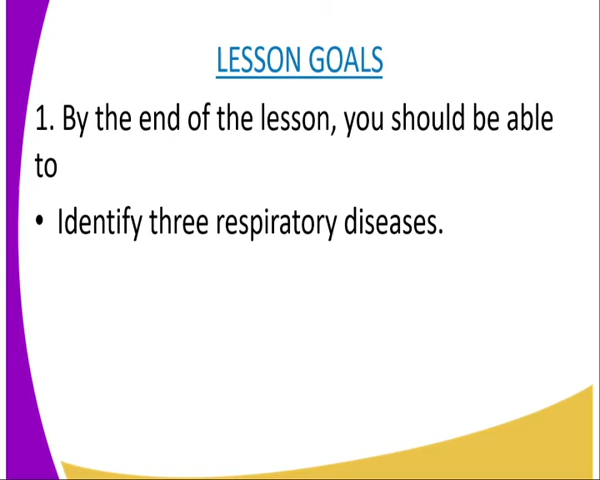 LESSON GOALS
1. By the end of the lesson, you should be able
to
• Identify three respiratory diseases.